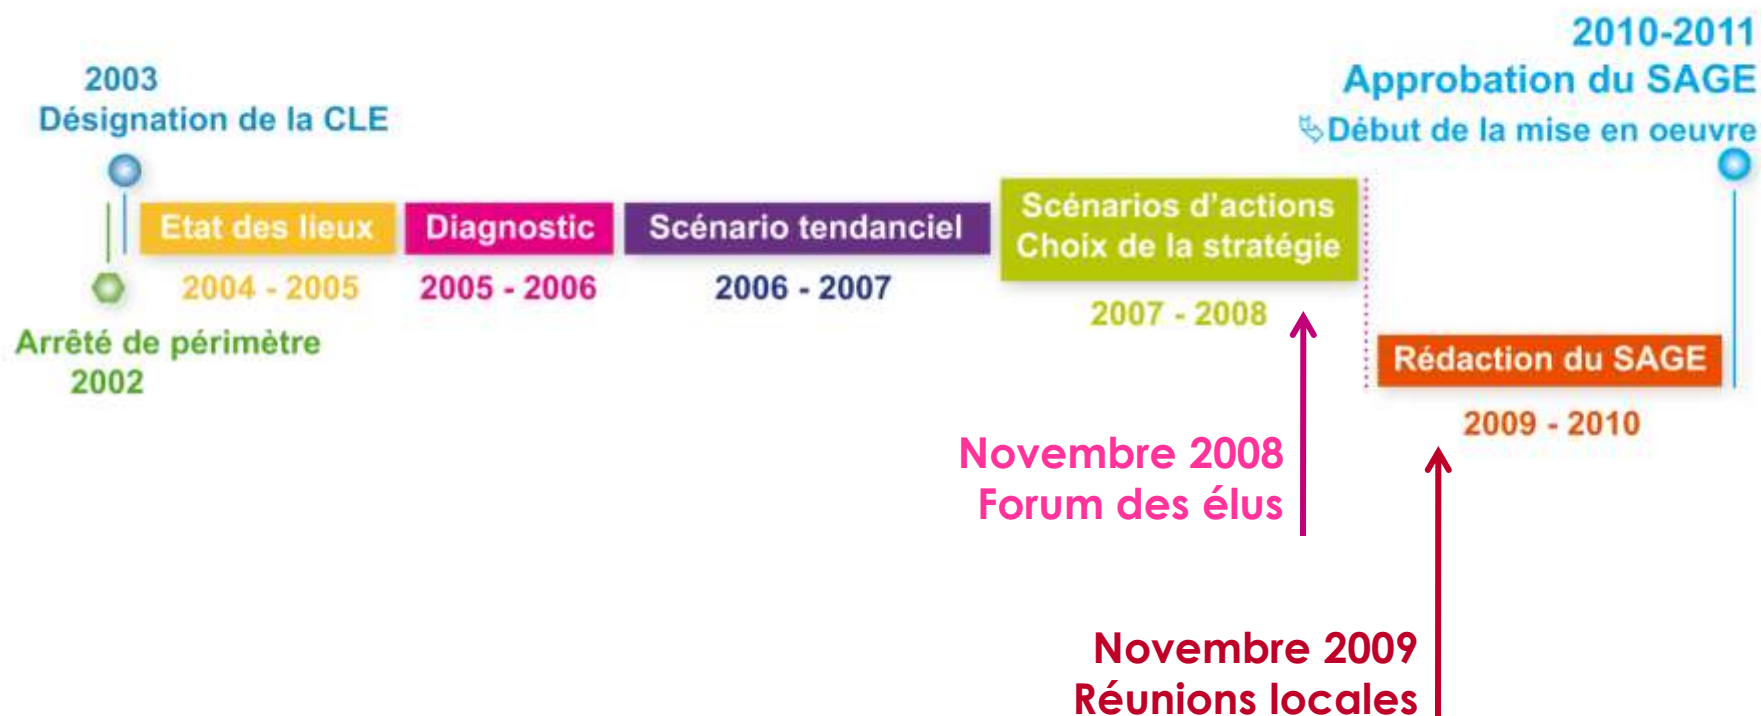 2003
Désignation de la CLE
Arrêté de périmètre
2002
Etat des lieux
2004 - 2005
Diagnostic
2005 - 2006
Scénario tendanciel
2006 - 2007
Scénarios d'actions
Choix de la stratégie
2007 - 2008
Novembre 2008
Forum des élus
Rédaction du SAGE
2009 - 2010
Novembre 2009
Réunions locales
2010-2011
Approbation du SAGE
Début de la mise en oeuvre